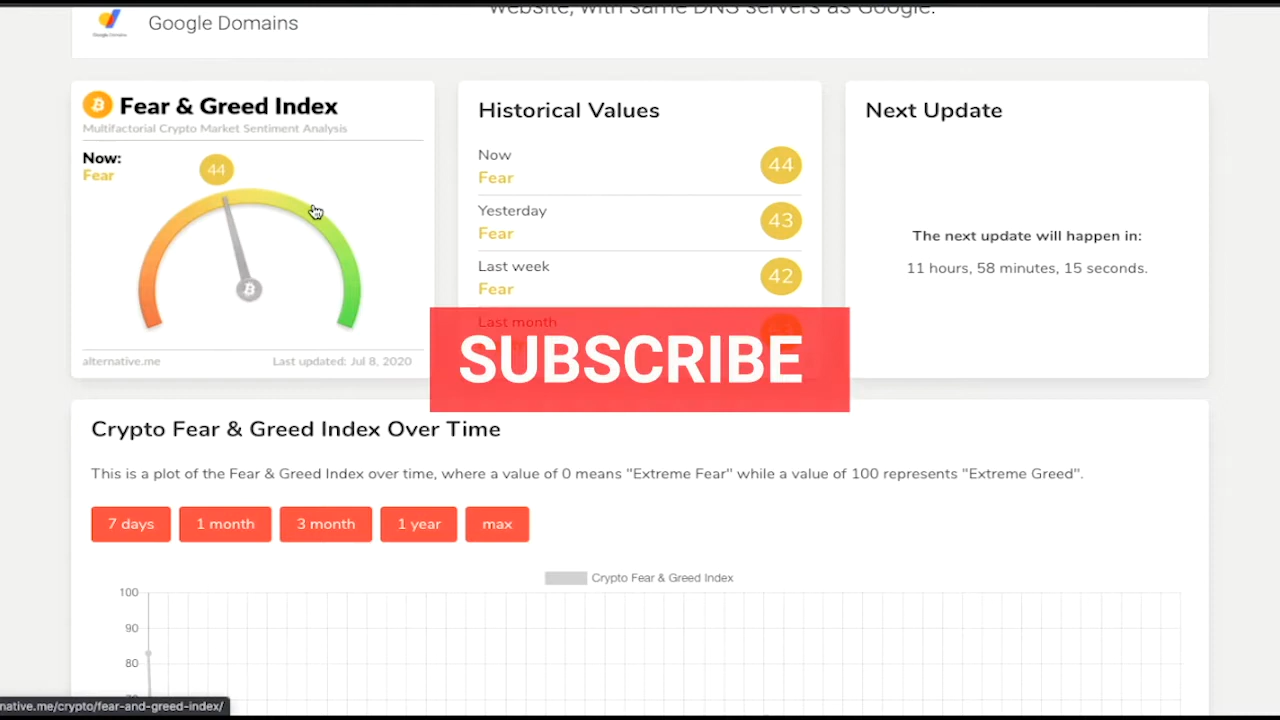 website, with same DNS servers as Google.
Google Domains
Google Domains
Fear & Greed Index
Multifactorial Crypto Market Sentiment Analysis
Now:
Fear
44
alternative.me
Last updated: Jul 8, 2020
Historical Values
Now
Fear
44
Yesterday
Fear
43
Last week
Fear
42
Last month
SUBSCRIBE
Next Update
The next update will happen in:
11 hours, 58 minutes, 15 seconds.
Crypto Fear & Greed Index Over Time
This is a plot of the Fear & Greed Index over time, where a value of 0 means "Extreme Fear" while a value of 100 represents "Extreme Greed".
7 days
1 month
3 month
1 year
max
Crypto Fear & Greed Index
100
90
80
native.me/crypto/fear-and-greed-index/